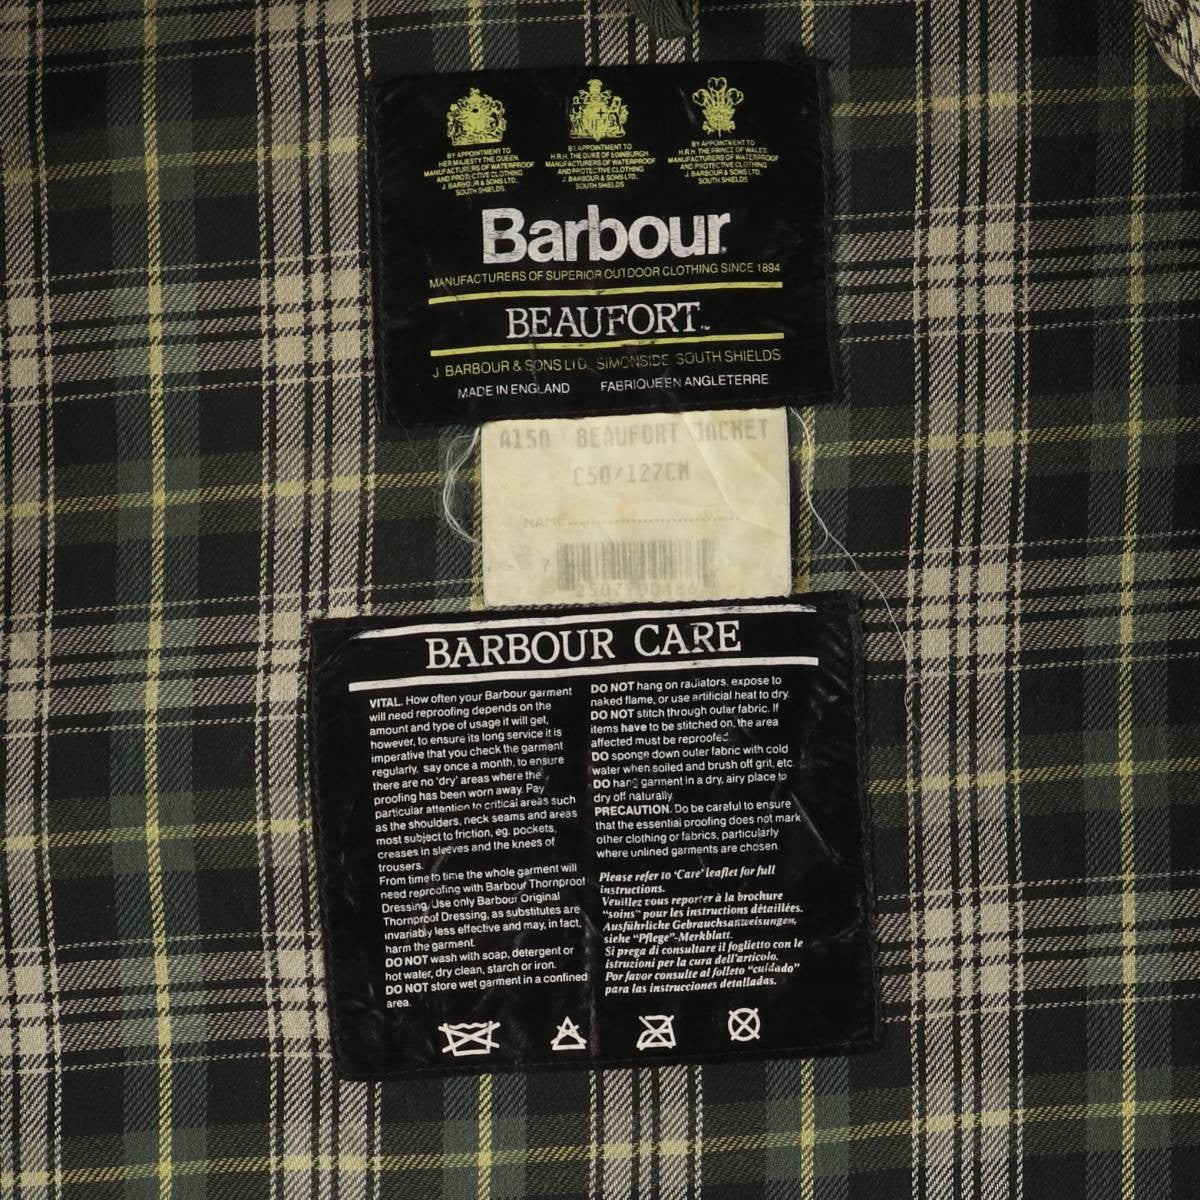 BY APPOINTMENT TO
HER MAJESTY THE QUEEN
MANUFACTURERS OF WATERPROOF
AND PROTECTIVE CLOTHING
J. BARBOUR & SONS LTD.,
SOUTH SHIELDS
BY APPOINTMENT TO
H.R.H. THE DUKE OF EDINBURGH
MANUFACTURERS OF WATERPROOF
AND PROTECTIVE CLOTHING
J. BARBOUR & SONS LTD.
SOUTH SHIELDS
BY APPOINTMENT TO
H.R.H. THE PRINCE OF WALES
MANUFACTURERS OF WATERPROOF
AND PROTECTIVE CLOTHING
J. BARBOUR & SONS LTD.
SOUTH SHIELDS
Barbour
MANUFACTURERS OF SUPERIOR OUTDOOR CLOTHING SINCE 1894
BEAUFORT™
J. BARBOUR & SONS LTD. SIMONSIDE, SOUTH SHIELDS
MADE IN ENGLAND FABRIQUE EN ANGLETERRE
A150 BEAUFORT JACKET
C50/127CM
NAME
7
BARBOUR CARE
VITAL. How often your Barbour garment
will need reproofing depends on the
amount and type of usage it will get,
however, to ensure its long service it is
imperative that you check the garment
regularly, say once a month, to ensure
there are no 'dry' areas where the
proofing has been worn away. Pay
particular attention to critical areas such
as the shoulders, neck seams and areas
most subject to friction, eg. pockets,
creases in sleeves and the knees of
trousers.
From time to time the whole garment will
need reproofing with Barbour Thornproof
Dressing. Use only Barbour Original
Thornproof Dressing, as substitutes are
invariably less effective and may, in fact,
harm the garment.
DO NOT wash with soap, detergent or
hot water, dry clean, starch or iron.
DO NOT store wet garment in a confined
area.
DO NOT hang on radiators, expose to
naked flame, or use artificial heat to dry.
DO NOT stitch through outer fabric. If
items have to be stitched on, the area
affected must be reproofed.
DO sponge down outer fabric with cold
water when soiled and brush off grit, etc.
DO hang garment in a dry, airy place to
dry off naturally.
PRECAUTION. Do be careful to ensure
that the essential proofing does not mark
other clothing or fabrics, particularly
where unlined garments are chosen.
Please refer to 'Care' leaflet for full
instructions.
Veuillez vous reporter à la brochure
"soins" pour les instructions détaillées.
Ausführliche Gebrauchsanweisungen,
siehe "Pflege"-Merkblatt.
Si prega di consultare il foglietto con le
istruzioni per la cura dell'articolo.
Por favor consulte al folleto "cuidado"
para las instrucciones detalladas.